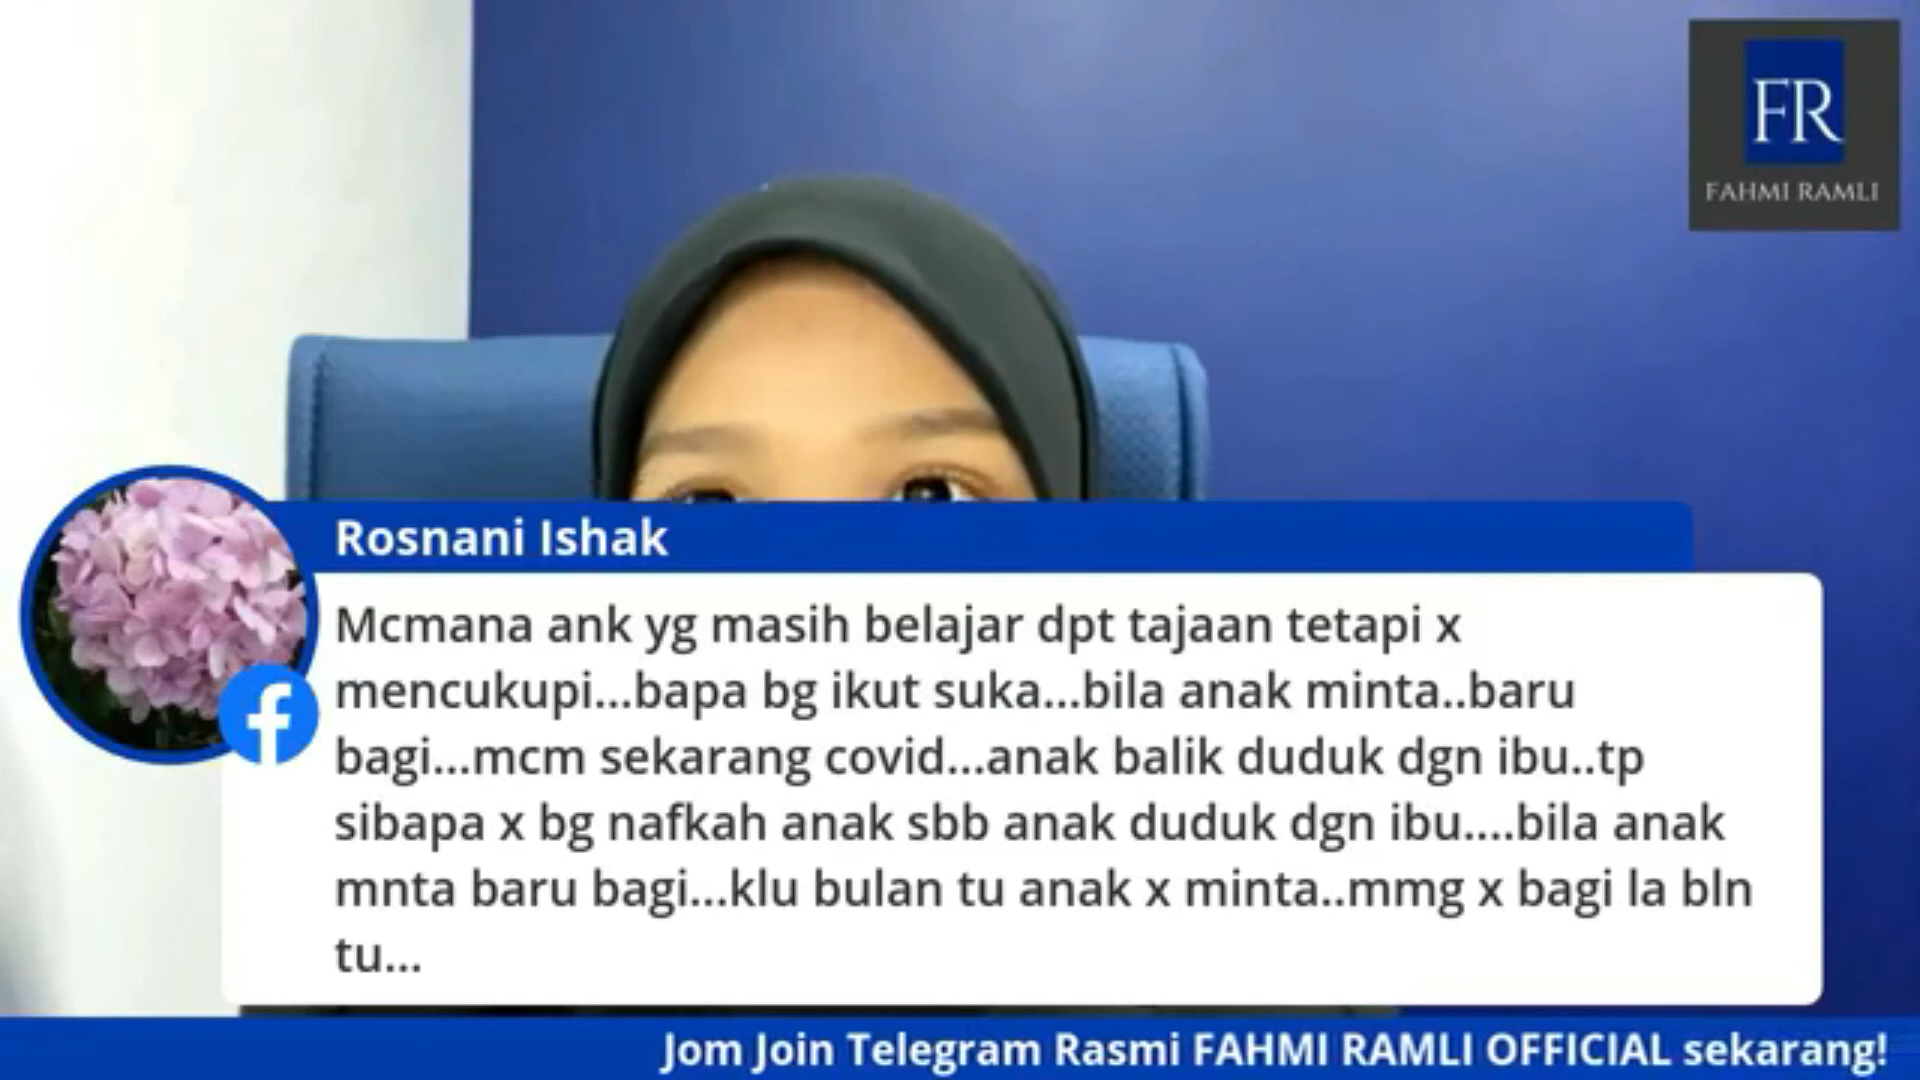 FR
FAHMI RAMLI
Rosnani Ishak
Mcmana ank yg masih belajar dpt tajaan tetapi x
mencukupi...bapa bg ikut suka...bila anak minta..baru
bagi...mcm sekarang covid...anak balik duduk dgn ibu..tp
sibapa x bg nafkah anak sbb anak duduk dgn ibu....bila anak
mnta baru bagi...klu bulan tu anak x minta..mmg x bagi la bln
tu...
Jom Join Telegram Rasmi FAHMI RAMLI OFFICIAL sekarang!